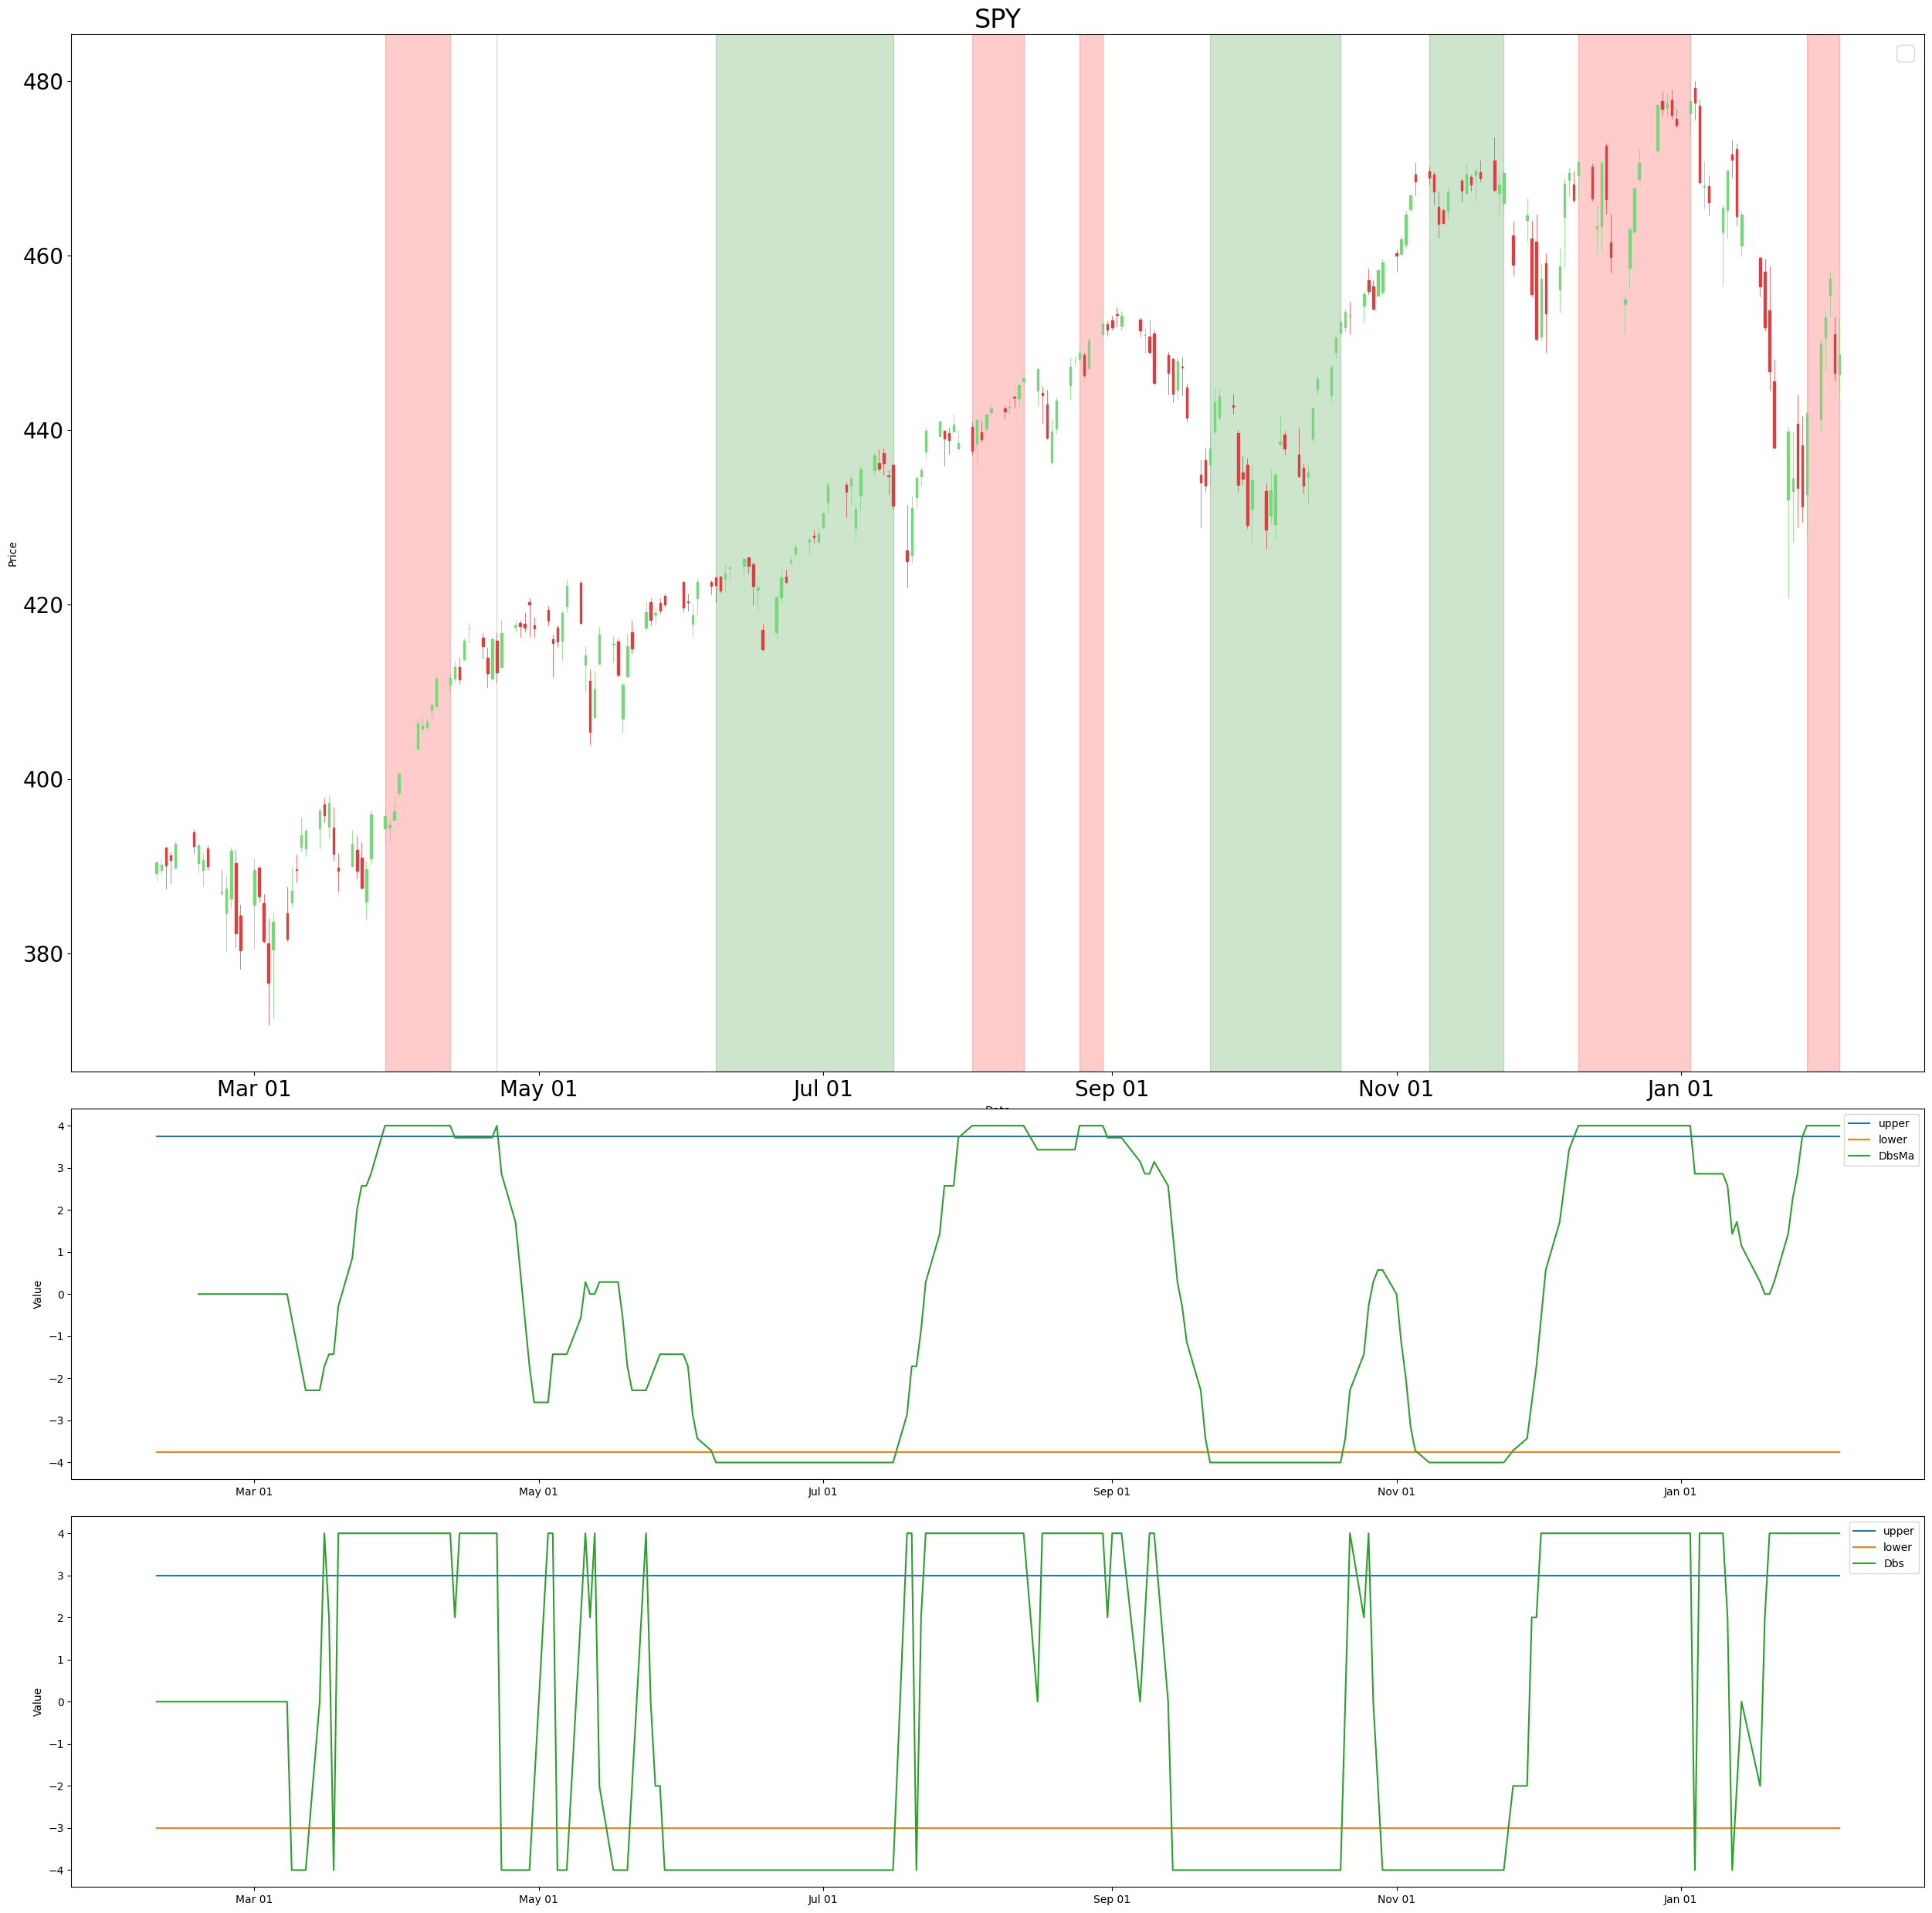 SPY
480
460
440
420
400
380
Price
Mar 01
May 01
Jul 01
Sep 01
Nov 01
Jan 01
4
3
2
1
0
−1
−2
−3
−4
Value
upper
lower
DbsMa
Mar 01
May 01
Jul 01
Sep 01
Nov 01
Jan 01
4
3
2
1
0
−1
−2
−3
−4
Value
upper
lower
Dbs
Mar 01
May 01
Jul 01
Sep 01
Nov 01
Jan 01